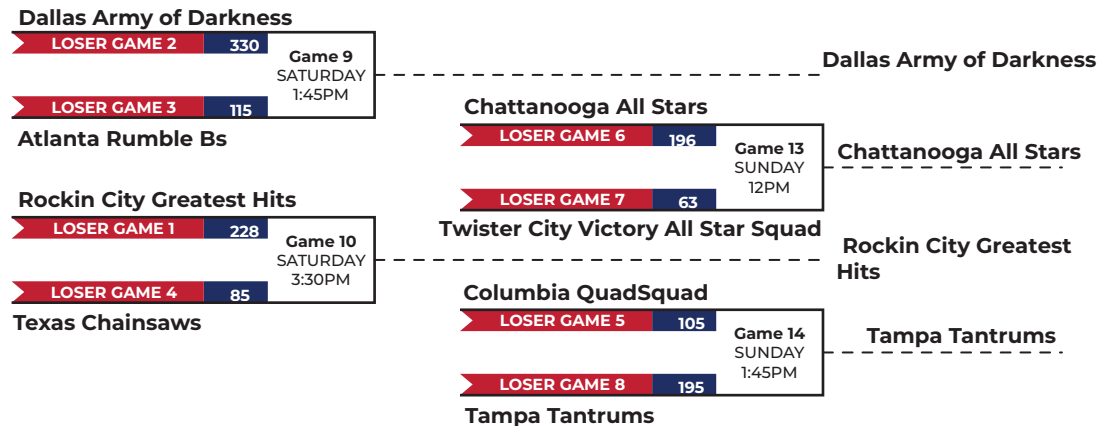 Dallas Army of Darkness
LOSER GAME 2 330
Game 9
SATURDAY
1:45PM
LOSER GAME 3 115
Atlanta Rumble Bs
Dallas Army of Darkness
Chattanooga All Stars
LOSER GAME 6 196
Game 13
SUNDAY
12PM
LOSER GAME 7 63
Twister City Victory All Star Squad
Chattanooga All Stars
Rockin City Greatest Hits
LOSER GAME 1 228
Game 10
SATURDAY
3:30PM
LOSER GAME 4 85
Texas Chainsaws
Rockin City Greatest
Hits
Columbia QuadSquad
LOSER GAME 5 105
Game 14
SUNDAY
1:45PM
LOSER GAME 8 195
Tampa Tantrums
Tampa Tantrums